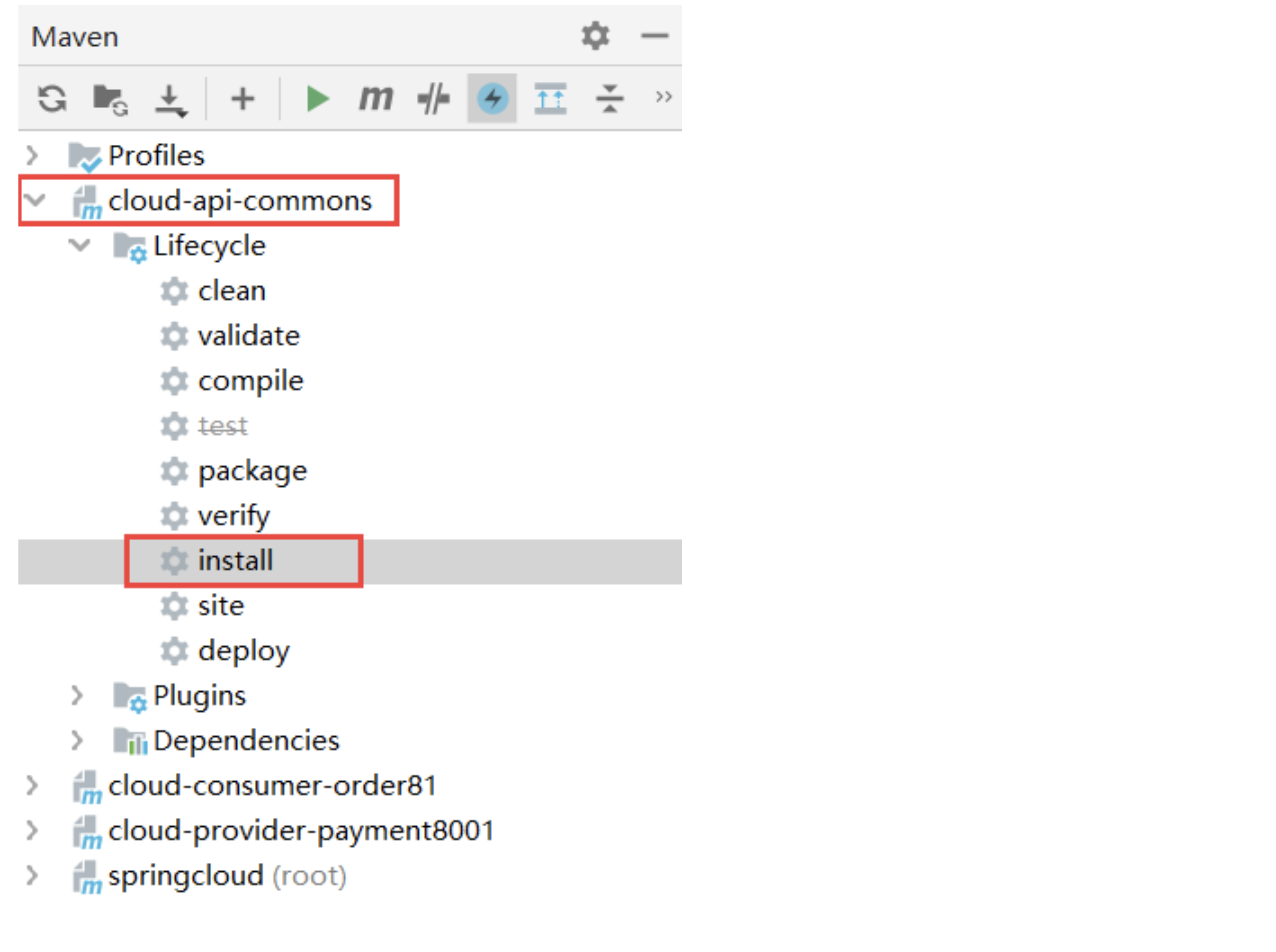 Maven
m
Profiles
cloud-api-commons
Lifecycle
clean
validate
compile
test
package
verify
install
site
deploy
Plugins
Dependencies
cloud-consumer-order81
cloud-provider-payment8001
springcloud (root)